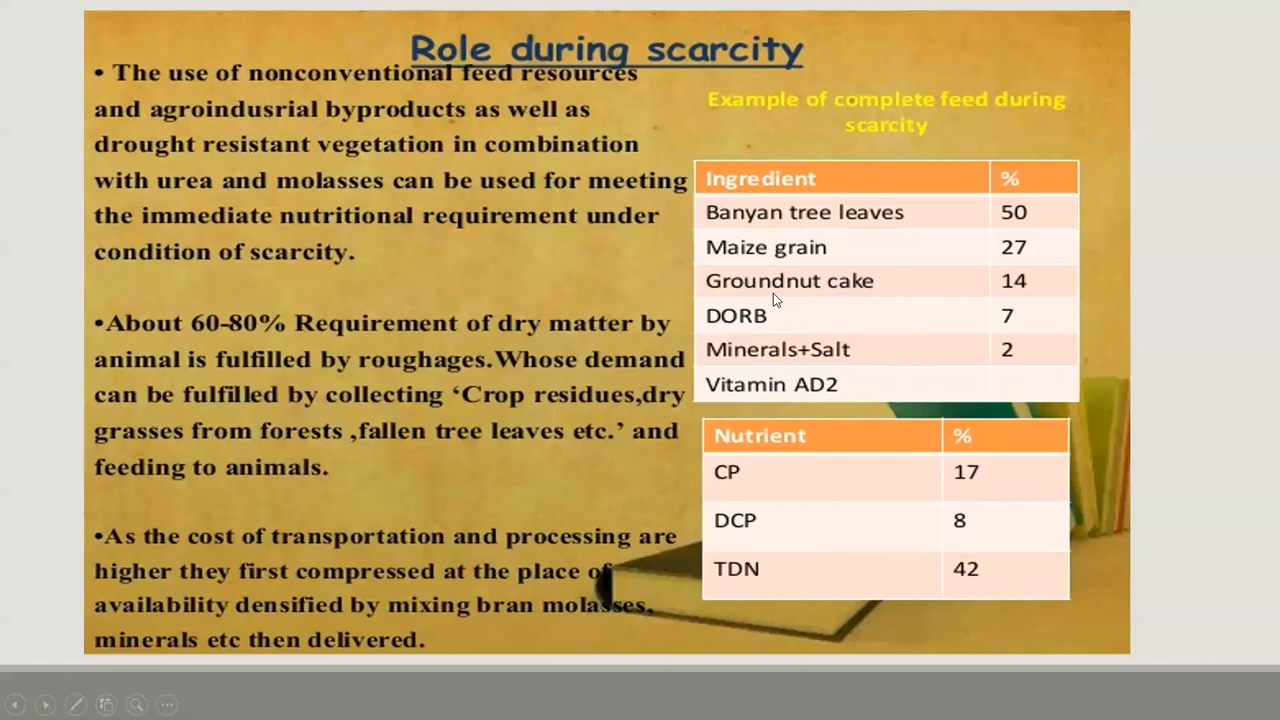 Role during scarcity
• The use of nonconventional feed resources
and agroindusrial byproducts as well as
drought resistant vegetation in combination
with urea and molasses can be used for meeting
the immediate nutritional requirement under
condition of scarcity.
•About 60-80% Requirement of dry matter by
animal is fulfilled by roughages.Whose demand
can be fulfilled by collecting ‘Crop residues,dry
grasses from forests ,fallen tree leaves etc.’ and
feeding to animals.
•As the cost of transportation and processing are
higher they first compressed at the place of
availability densified by mixing bran molasses,
minerals etc then delivered.
Example of complete feed during
scarcity
Ingredient %
Banyan tree leaves 50
Maize grain 27
Groundnut cake 14
DORB 7
Minerals+Salt 2
Vitamin AD2
Nutrient %
CP 17
DCP 8
TDN 42